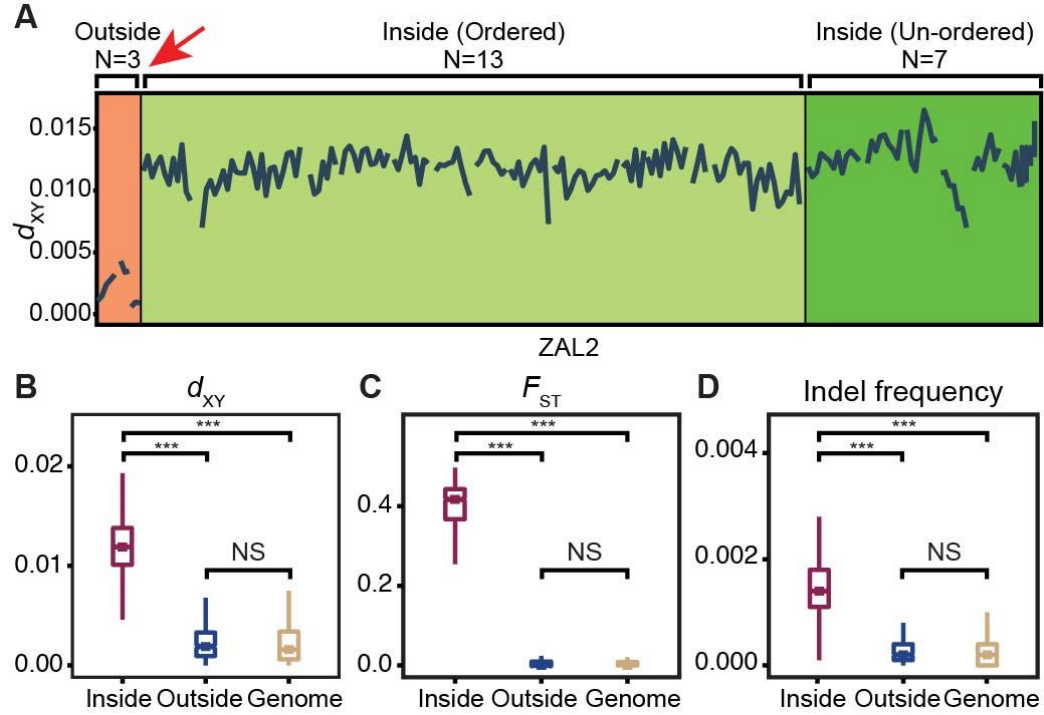 A
Outside
N=3
Inside (Ordered)
N=13
Inside (Un-ordered)
N=7
dXY
0.015
0.010
0.005
0.000
ZAL2
B
dXY
***
***
NS
0.02
0.01
0.00
Inside Outside Genome
C
FST
***
***
NS
0.4
0.2
0.0
Inside Outside Genome
D
Indel frequency
***
***
NS
0.004
0.002
0.000
Inside Outside Genome